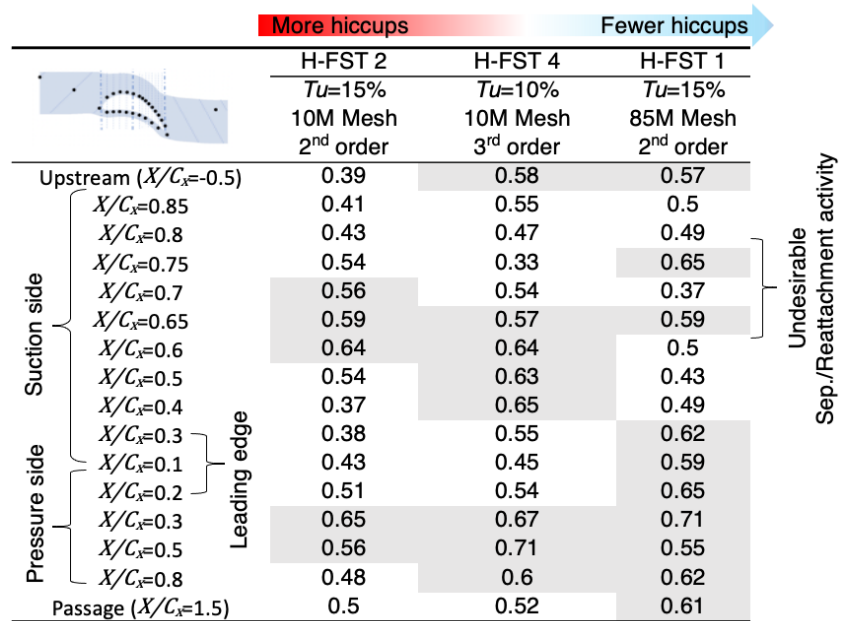 More hiccups Fewer hiccups
H-FST 2 H-FST 4 H-FST 1
Tu=15% Tu=10% Tu=15%
10M Mesh 10M Mesh 85M Mesh
2nd order 3rd order 2nd order
Upstream (X/Cx=-0.5) 0.39 0.58 0.57
X/Cx=0.85 0.41 0.55 0.5
X/Cx=0.8 0.43 0.47 0.49
X/Cx=0.75 0.54 0.33 0.65
X/Cx=0.7 0.56 0.54 0.37
X/Cx=0.65 0.59 0.57 0.59
X/Cx=0.6 0.64 0.64 0.5
X/Cx=0.5 0.54 0.63 0.43
X/Cx=0.4 0.37 0.65 0.49
X/Cx=0.3 0.38 0.55 0.62
X/Cx=0.1 0.43 0.45 0.59
X/Cx=0.2 0.51 0.54 0.65
X/Cx=0.3 0.65 0.67 0.71
X/Cx=0.5 0.56 0.71 0.55
X/Cx=0.8 0.48 0.6 0.62
Passage (X/Cx=1.5) 0.5 0.52 0.61
Suction side
Pressure side
Leading edge
Undesirable
Sep./Reattachment activity